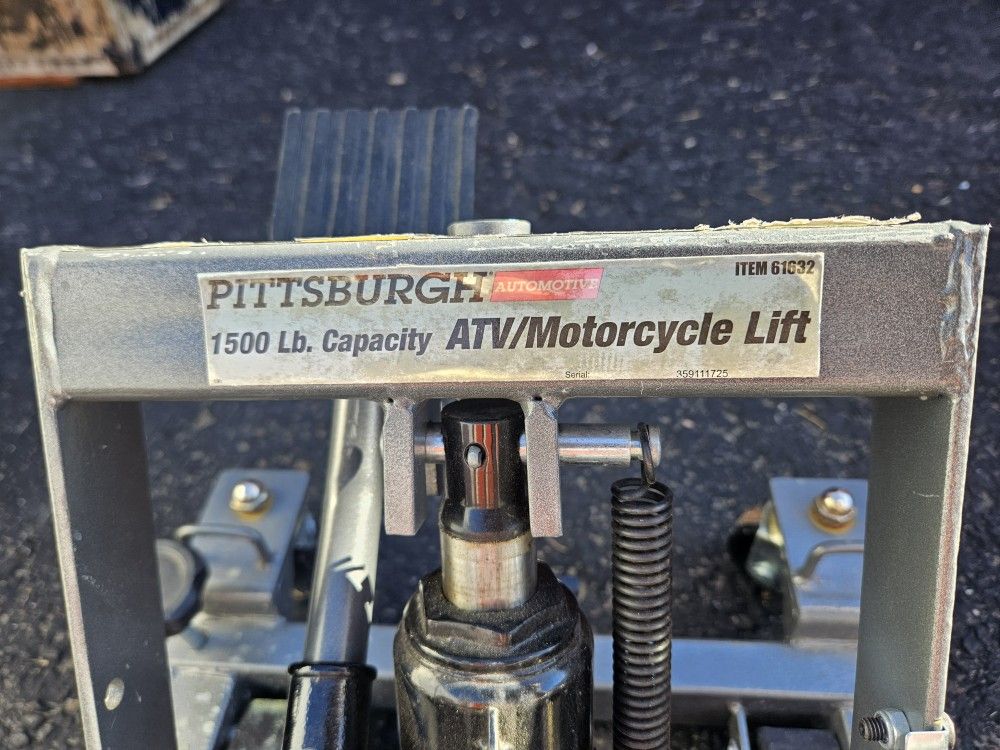 PITTSBURGH AUTOMOTIVE ITEM 61632
1500 Lb. Capacity ATV/Motorcycle Lift
Serial: 359111725